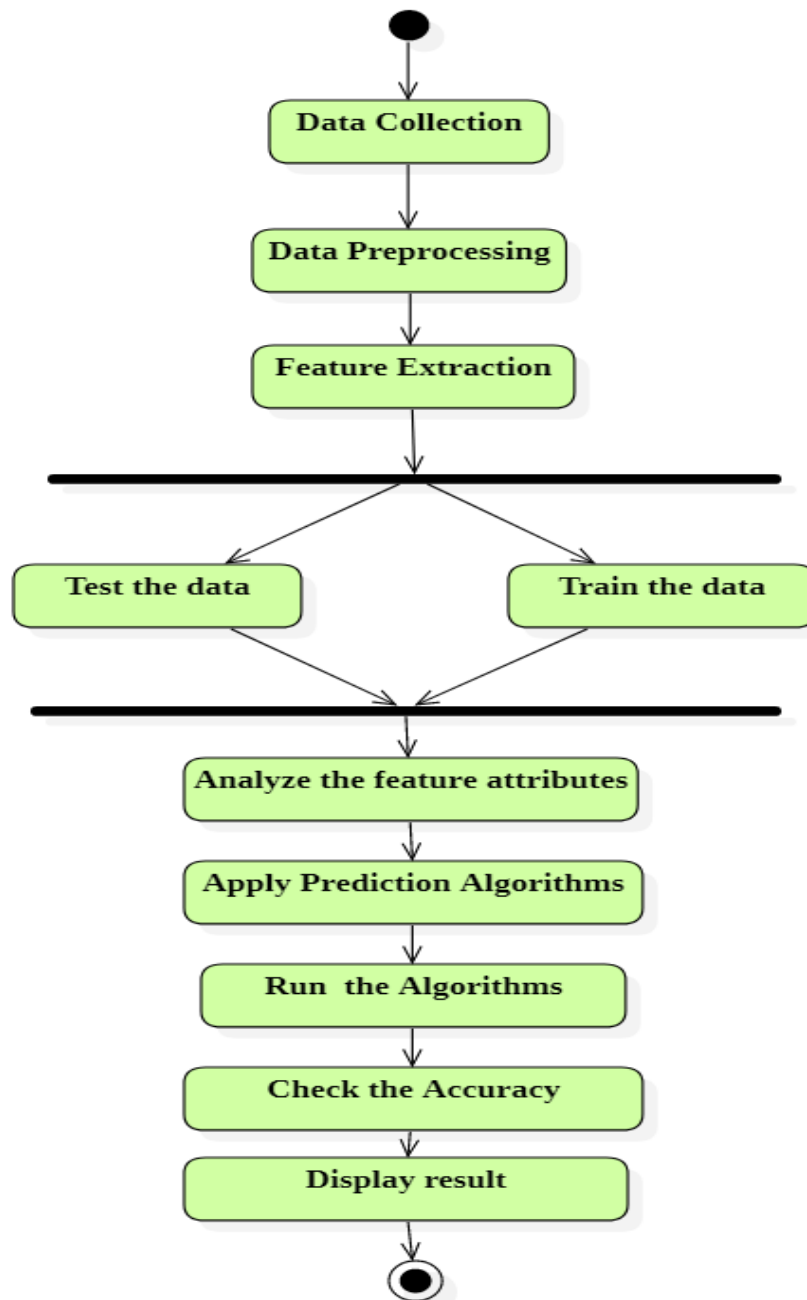 Data Collection
Data Preprocessing
Feature Extraction
Test the data
Train the data
Analyze the feature attributes
Apply Prediction Algorithms
Run  the Algorithms
Check the Accuracy
Display result